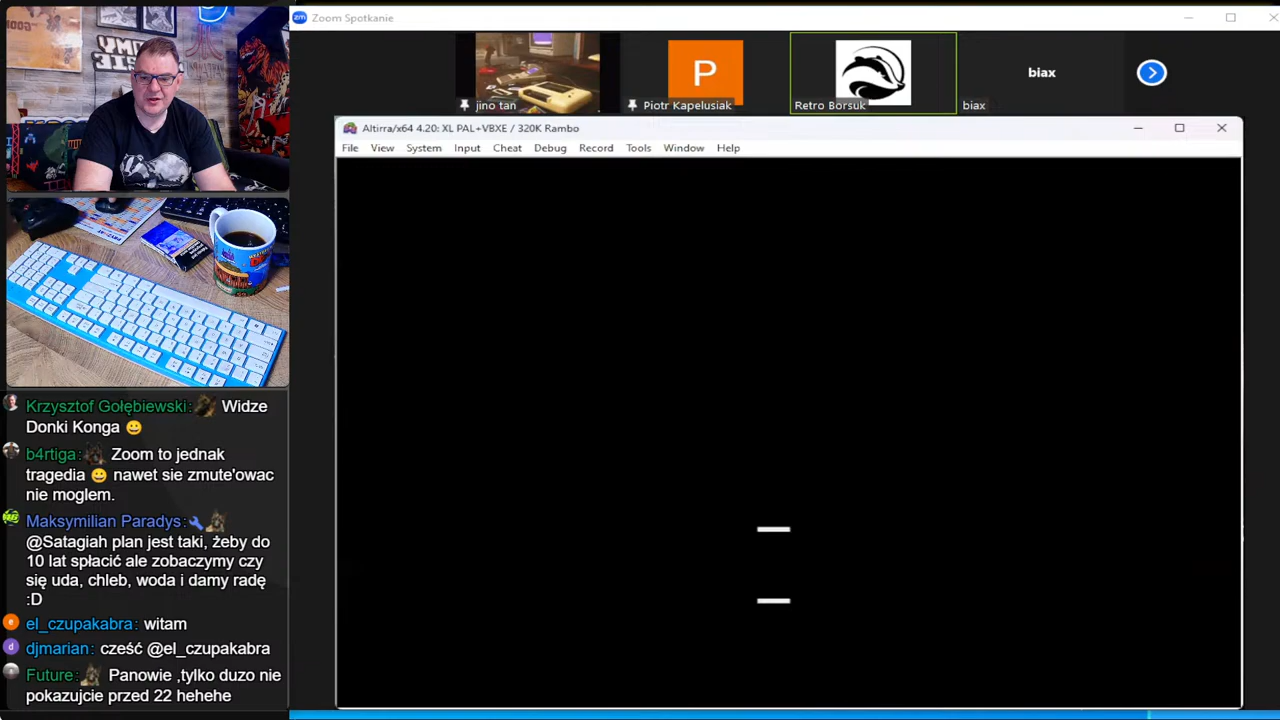 Zoom Spotkanie
P
jino tan
Piotr Kapelusiak
Retro Borsuk
biax
biax
Altirra/x64 4.20: XL PAL+VBXE / 320K Rambo
File View System Input Cheat Debug Record Tools Window Help
Krzysztof Gołębiewski: Widze
Donki Konga 😀
b4rtiga: Zoom to jednak
tragedia 😀 nawet sie zmute'owac
nie moglem.
Maksymilian Paradys:
@Satagiah plan jest taki, żeby do
10 lat spłacić ale zobaczymy czy
się uda, chleb, woda i damy radę
:D
el_czupakabra: witam
djmarian: cześć @el_czupakabra
Future: Panowie ,tylko duzo nie
pokazujcie przed 22 hehehe